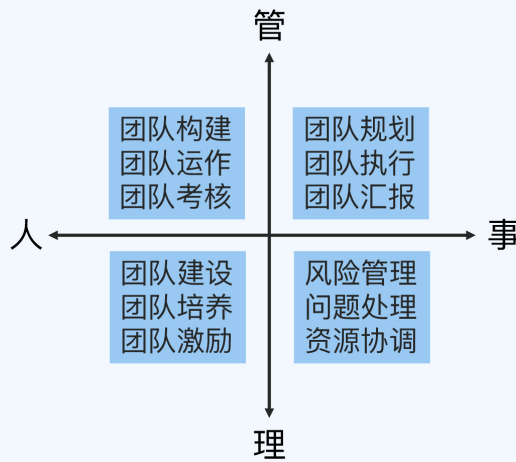 管
团队构建
团队运作
团队考核
团队规划
团队执行
团队汇报
人
事
团队建设
团队培养
团队激励
风险管理
问题处理
资源协调
理